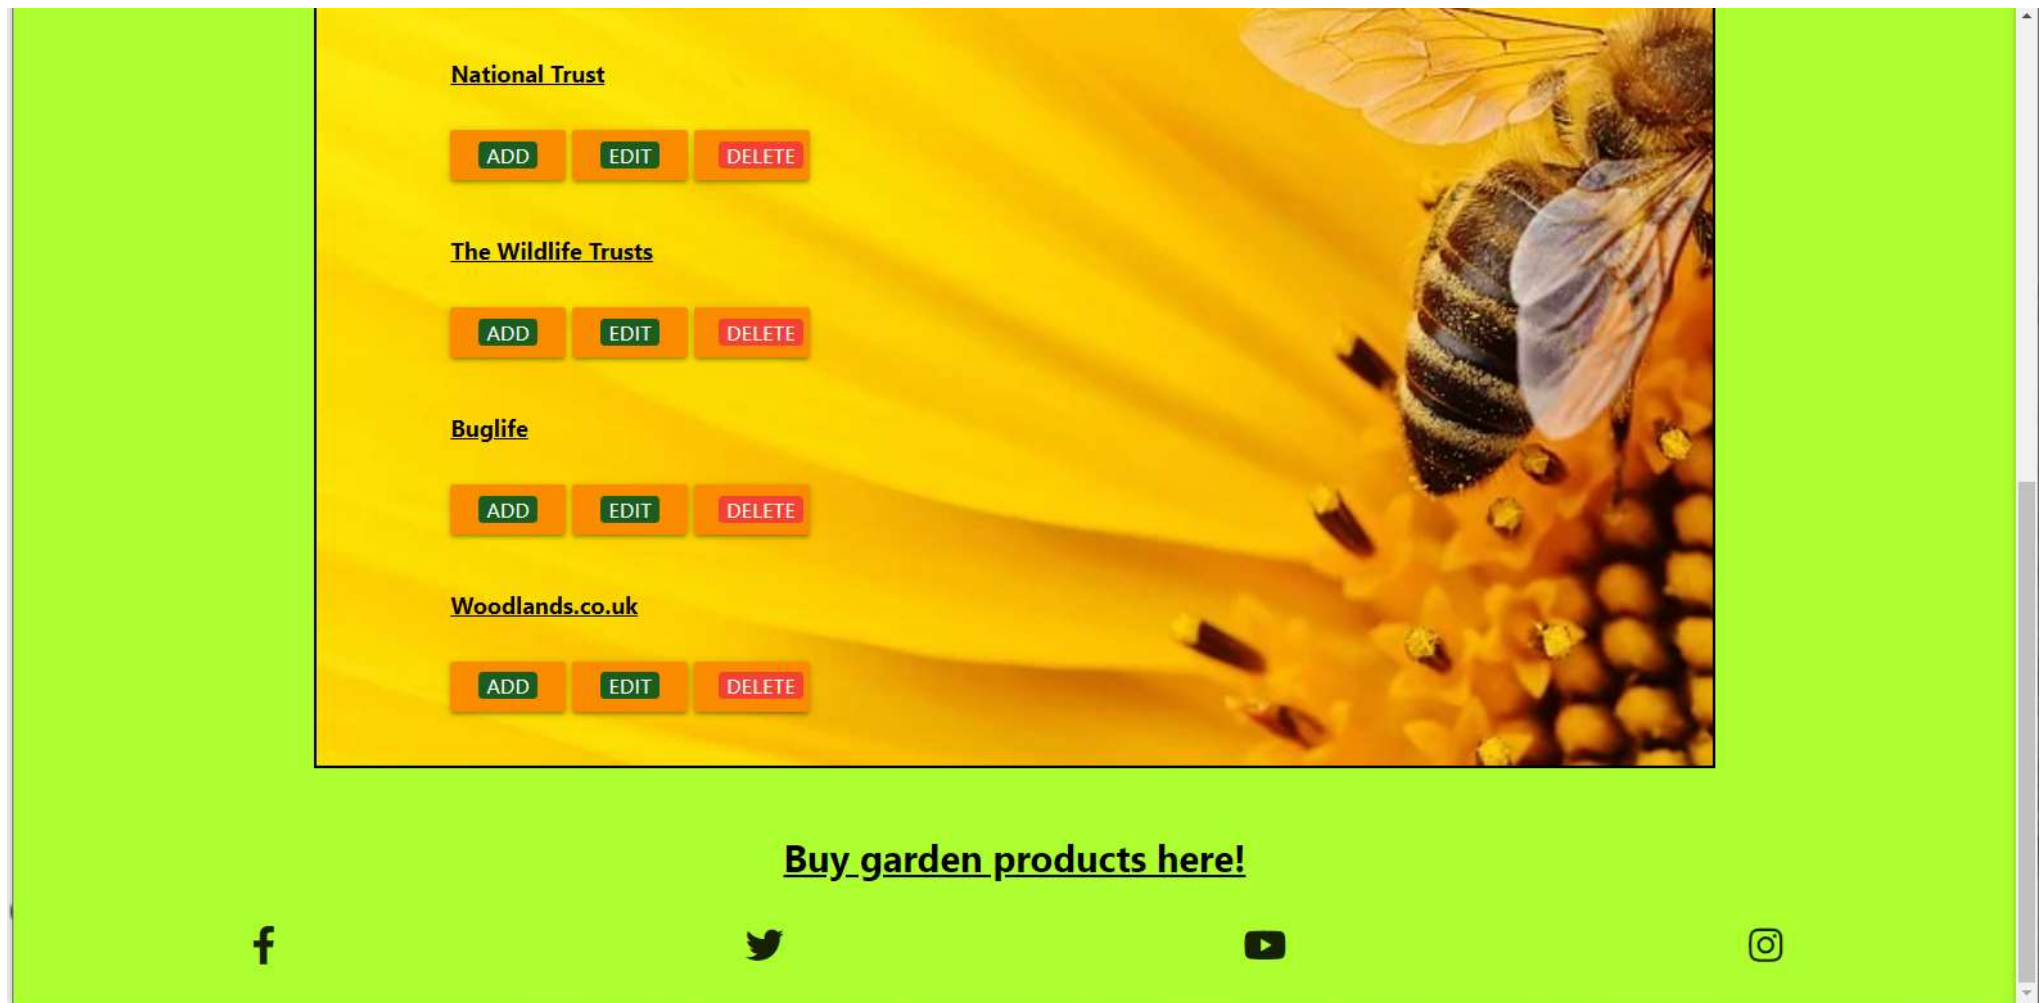 National Trust
ADD EDIT DELETE
The Wildlife Trusts
ADD EDIT DELETE
Buglife
ADD EDIT DELETE
Woodlands.co.uk
ADD EDIT DELETE
Buy garden products here!